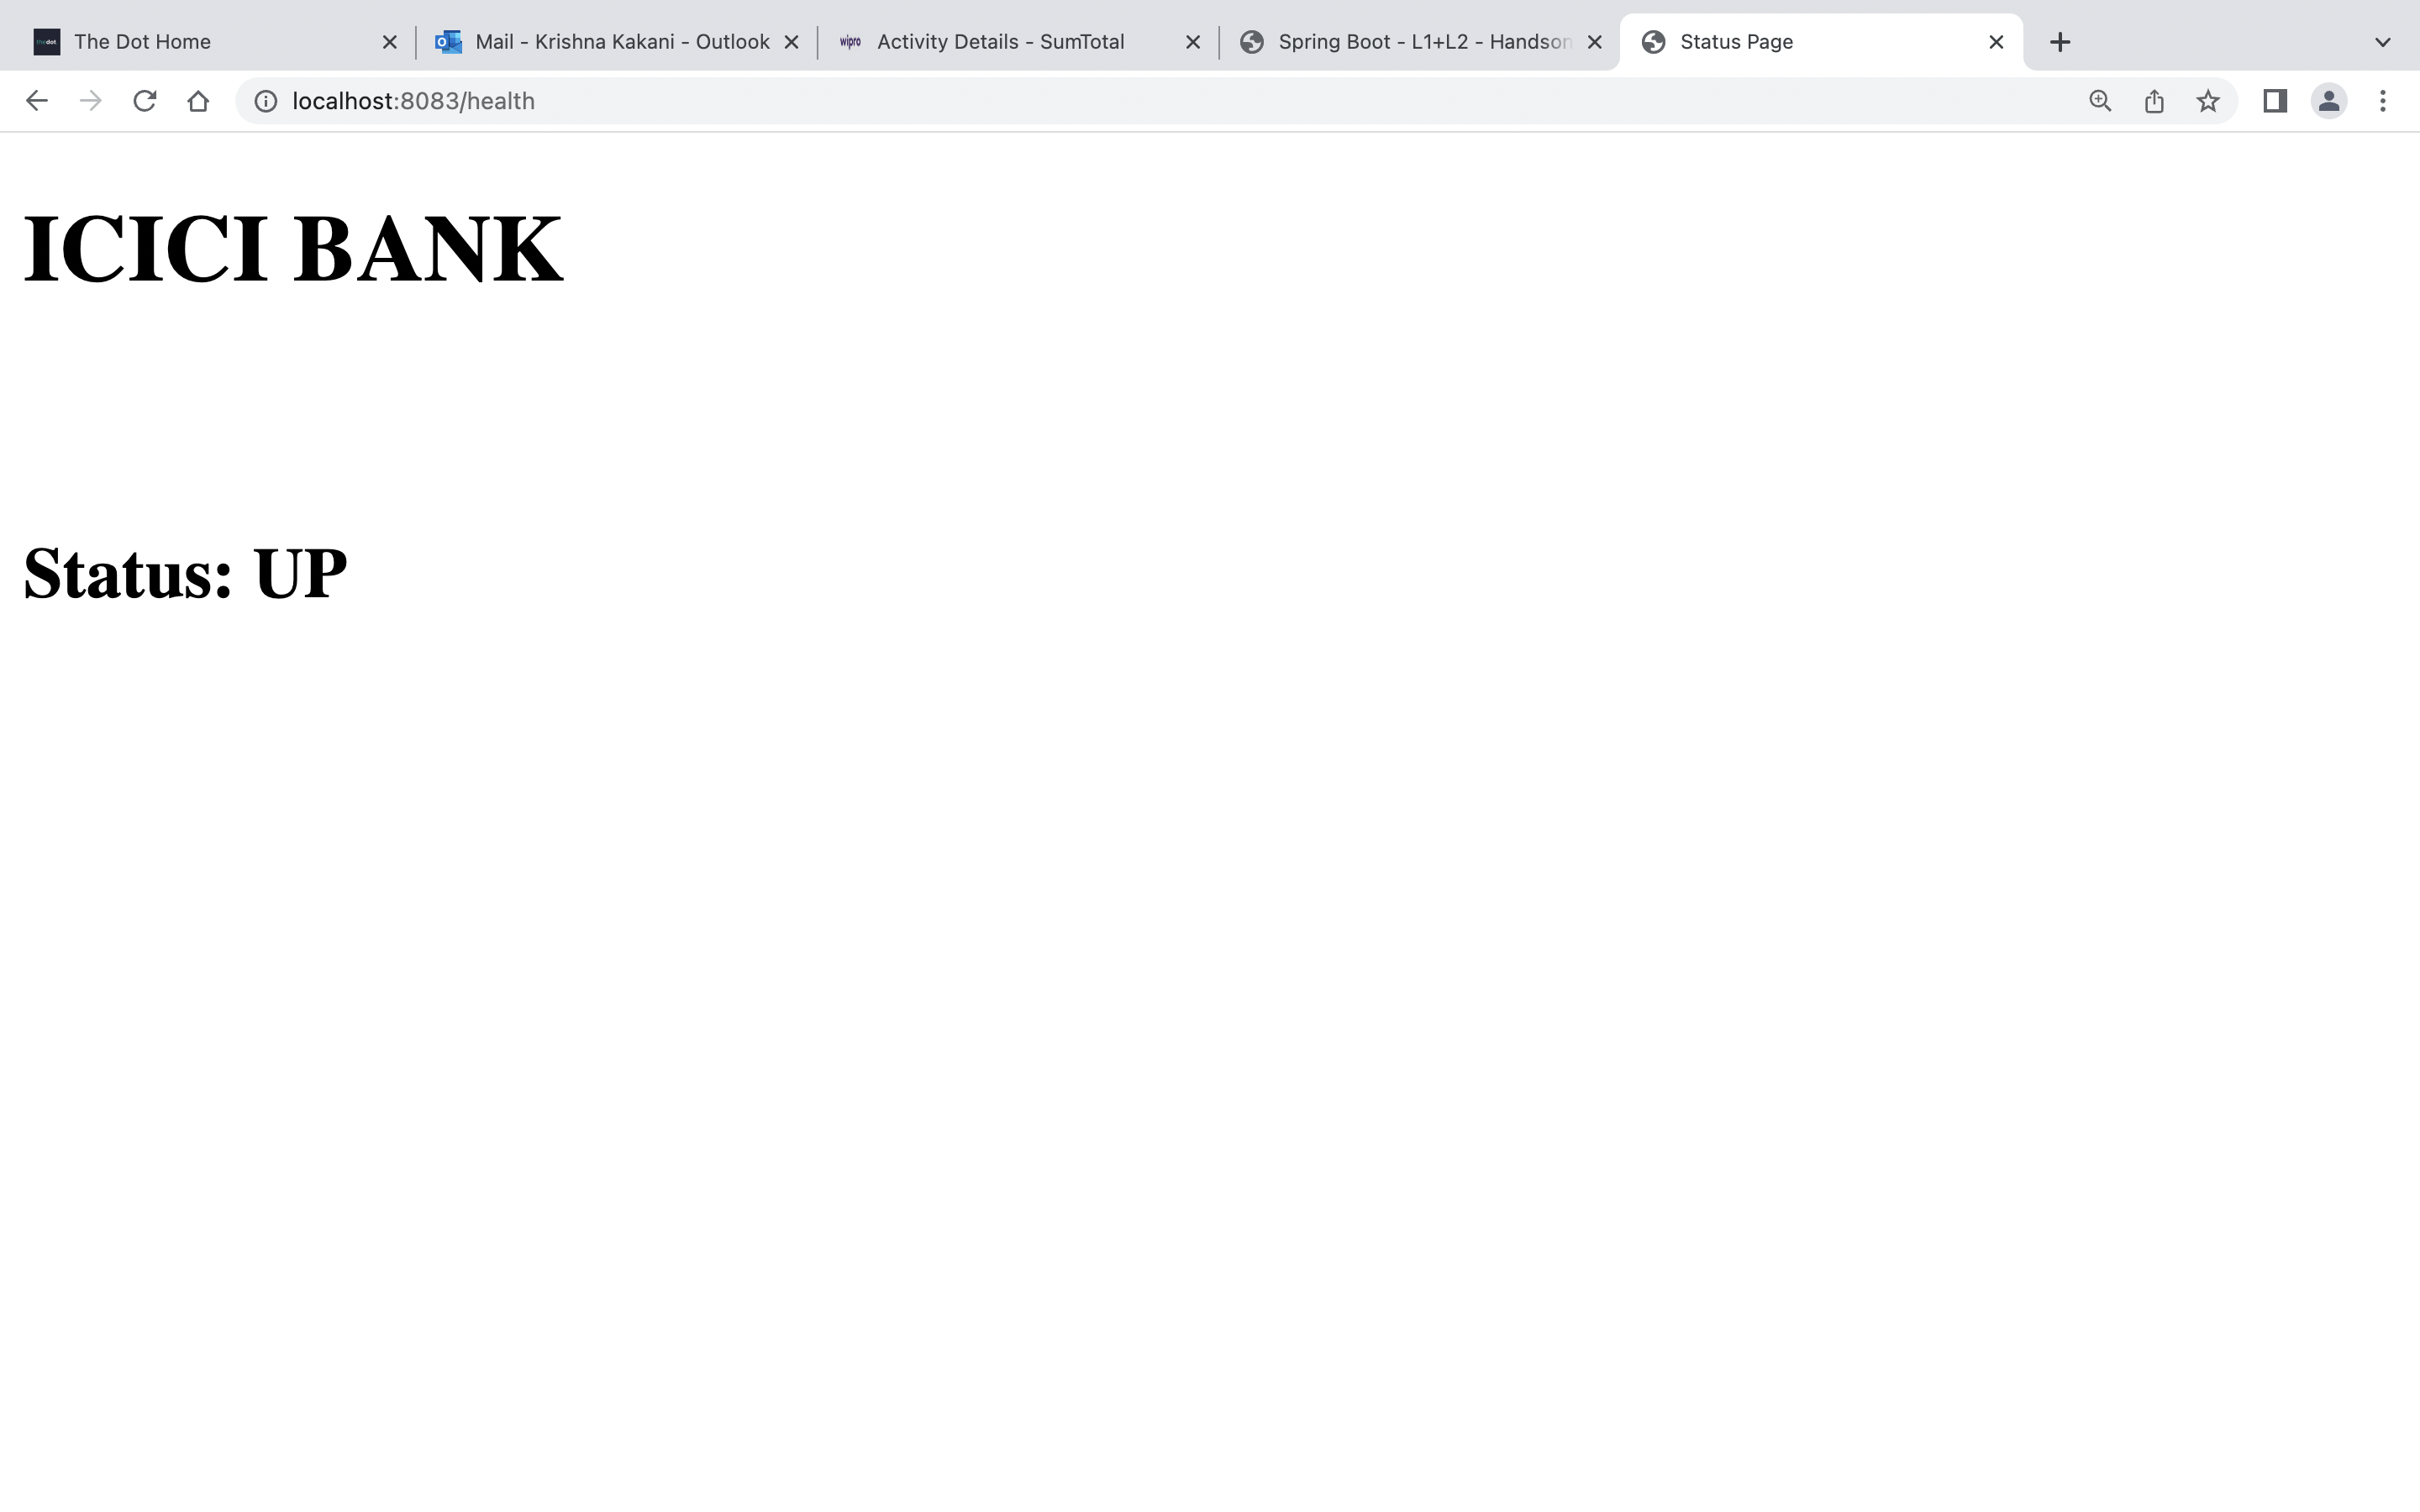 The Dot Home
Mail - Krishna Kakani - Outlook
wipro
Activity Details - SumTotal
Spring Boot - L1+L2 - Handson
Status Page
localhost:8083/health
ICICI BANK
Status: UP